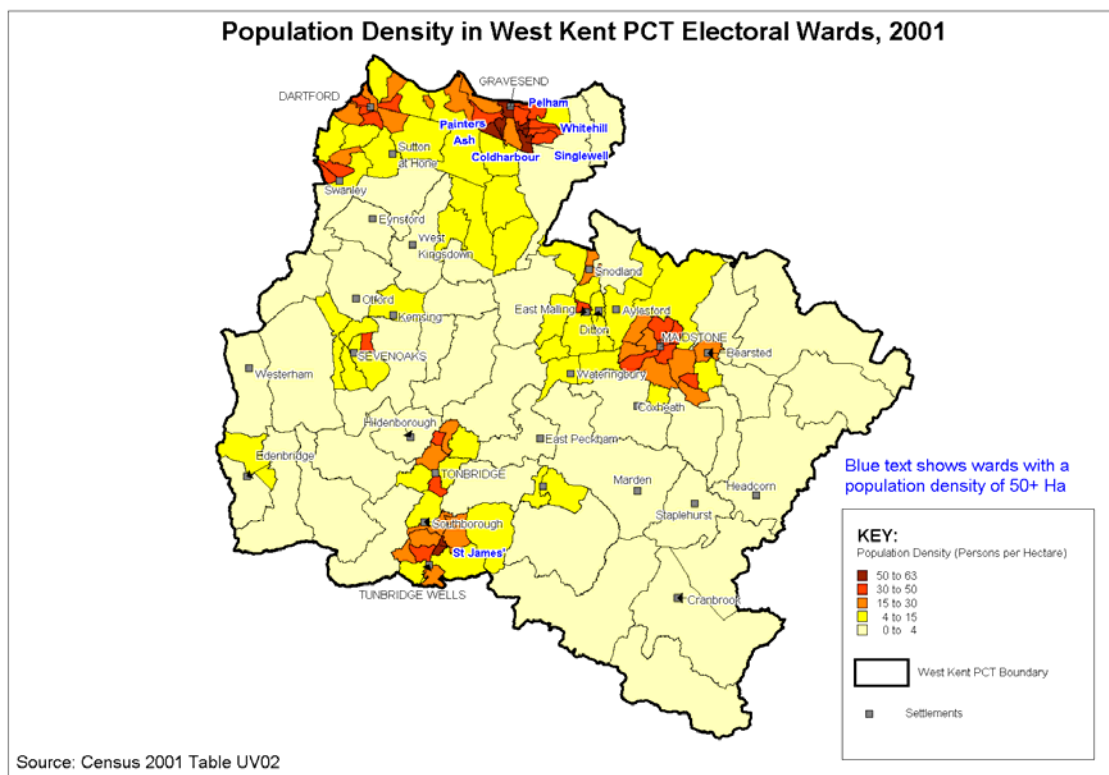 Population Density in West Kent PCT Electoral Wards, 2001
GRAVESEND
DARTFORD
Pelham
Painters
Ash
Whitehill
Coldharbour
Singlewell
Sutton
at Hone
Swanley
Eynsford
West
Kingsdown
Snodland
Otford
Kemsing
East Malling
Aylesford
Ditton
MAIDSTONE
SEVENOAKS
Bearsted
Westerham
Wateringbury
Coxheath
Hildenborough
East Peckham
Edenbridge
TONBRIDGE
Marden
Headcorn
Staplehurst
Southborough
St James'
TUNBRIDGE WELLS
Cranbrook
Blue text shows wards with a
population density of 50+ Ha
KEY:
Population Density (Persons per Hectare)
50 to 63
30 to 50
15 to 30
4 to 15
0 to 4
West Kent PCT Boundary
Settlements
Source: Census 2001 Table UV02